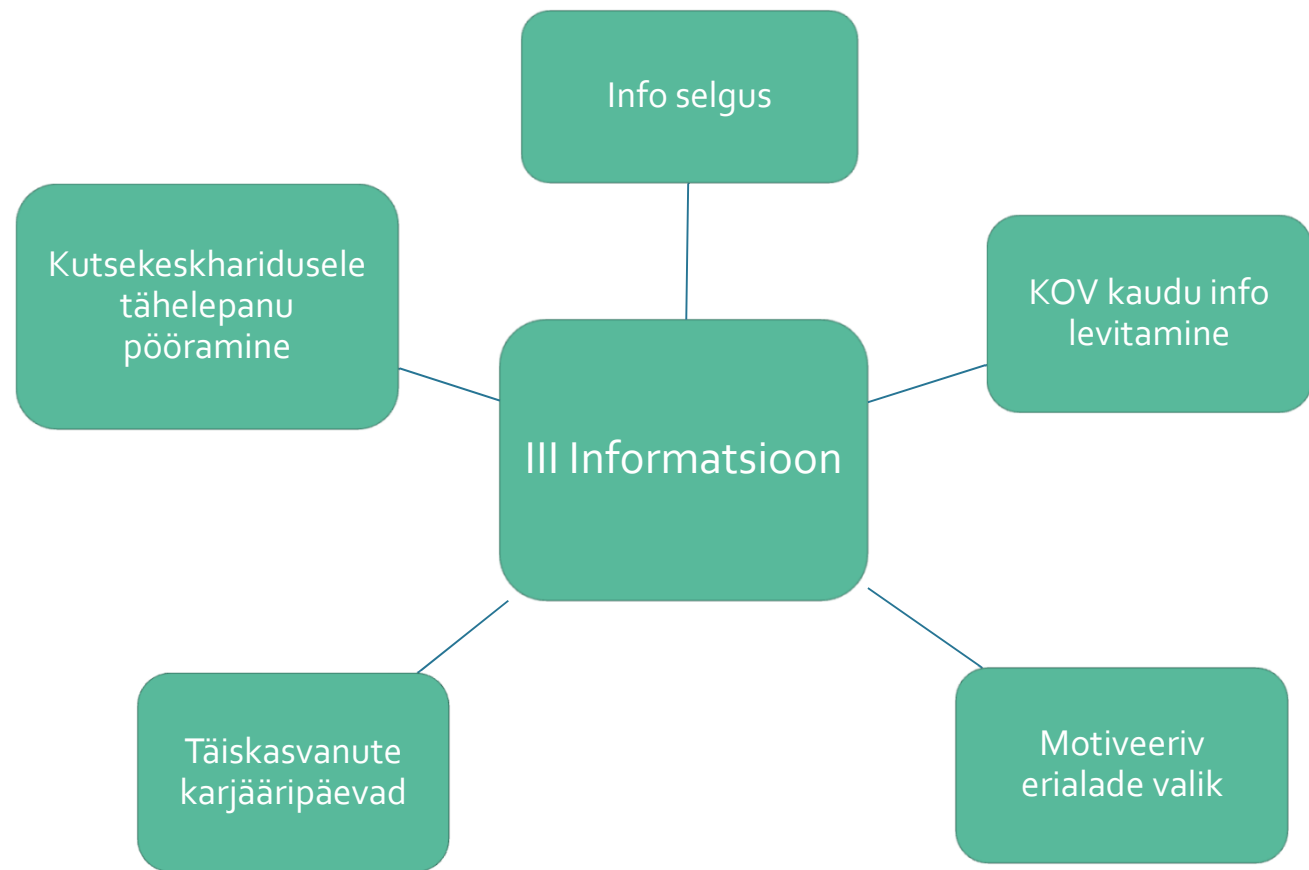 Info selgus
Kutsekeskharidusele
tähelepanu
pööramine
KOV kaudu info
levitamine
III Informatsioon
Täiskasvanute
karjääripäevad
Motiveeriv
erialade valik